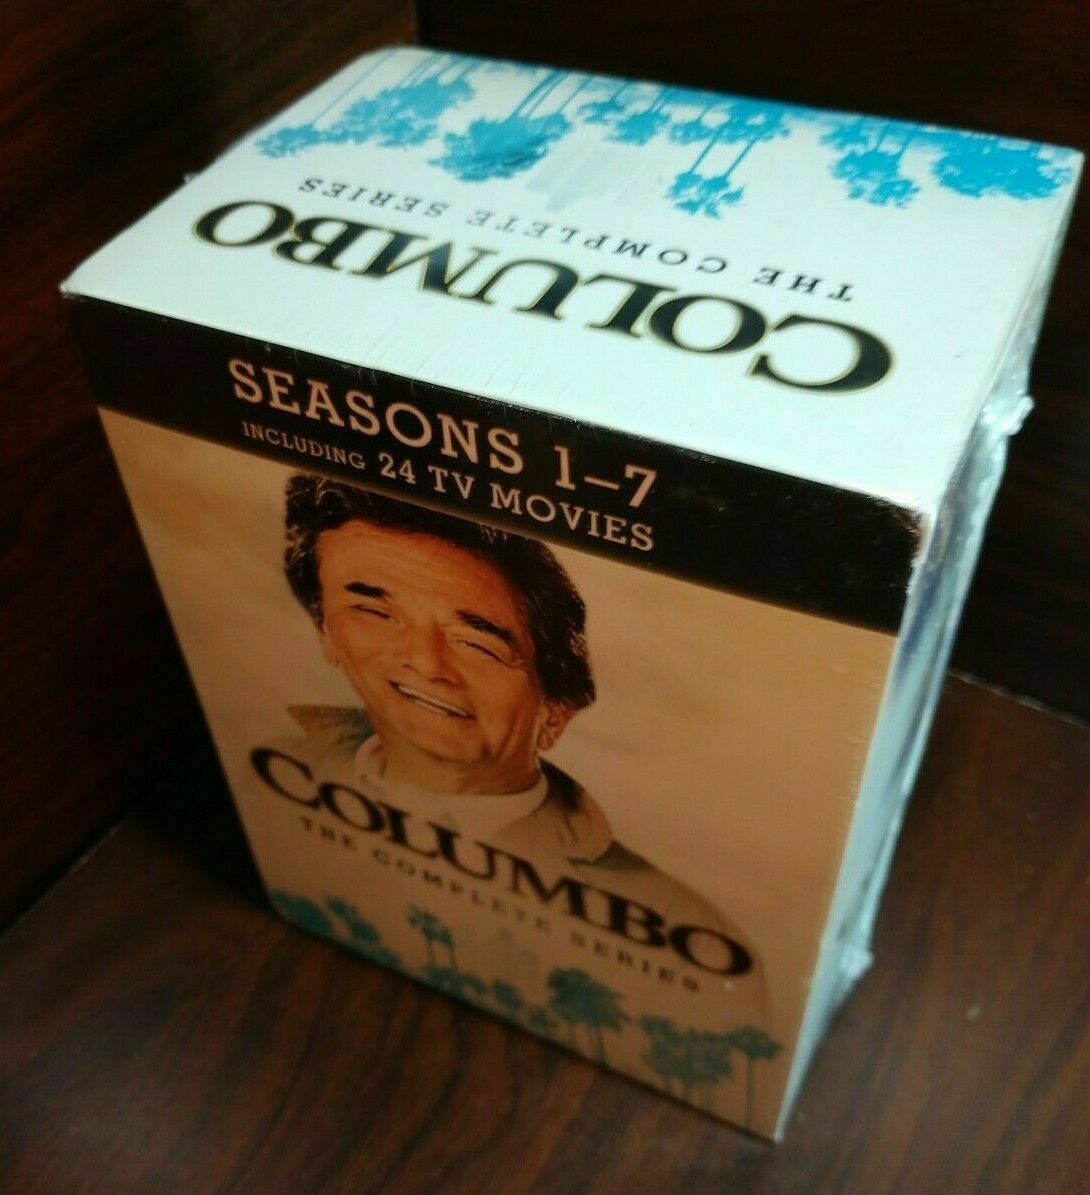 COLUMBO
THE COMPLETE SERIES
SEASONS 1–7
INCLUDING 24 TV MOVIES
COLUMBO
THE COMPLETE SERIES